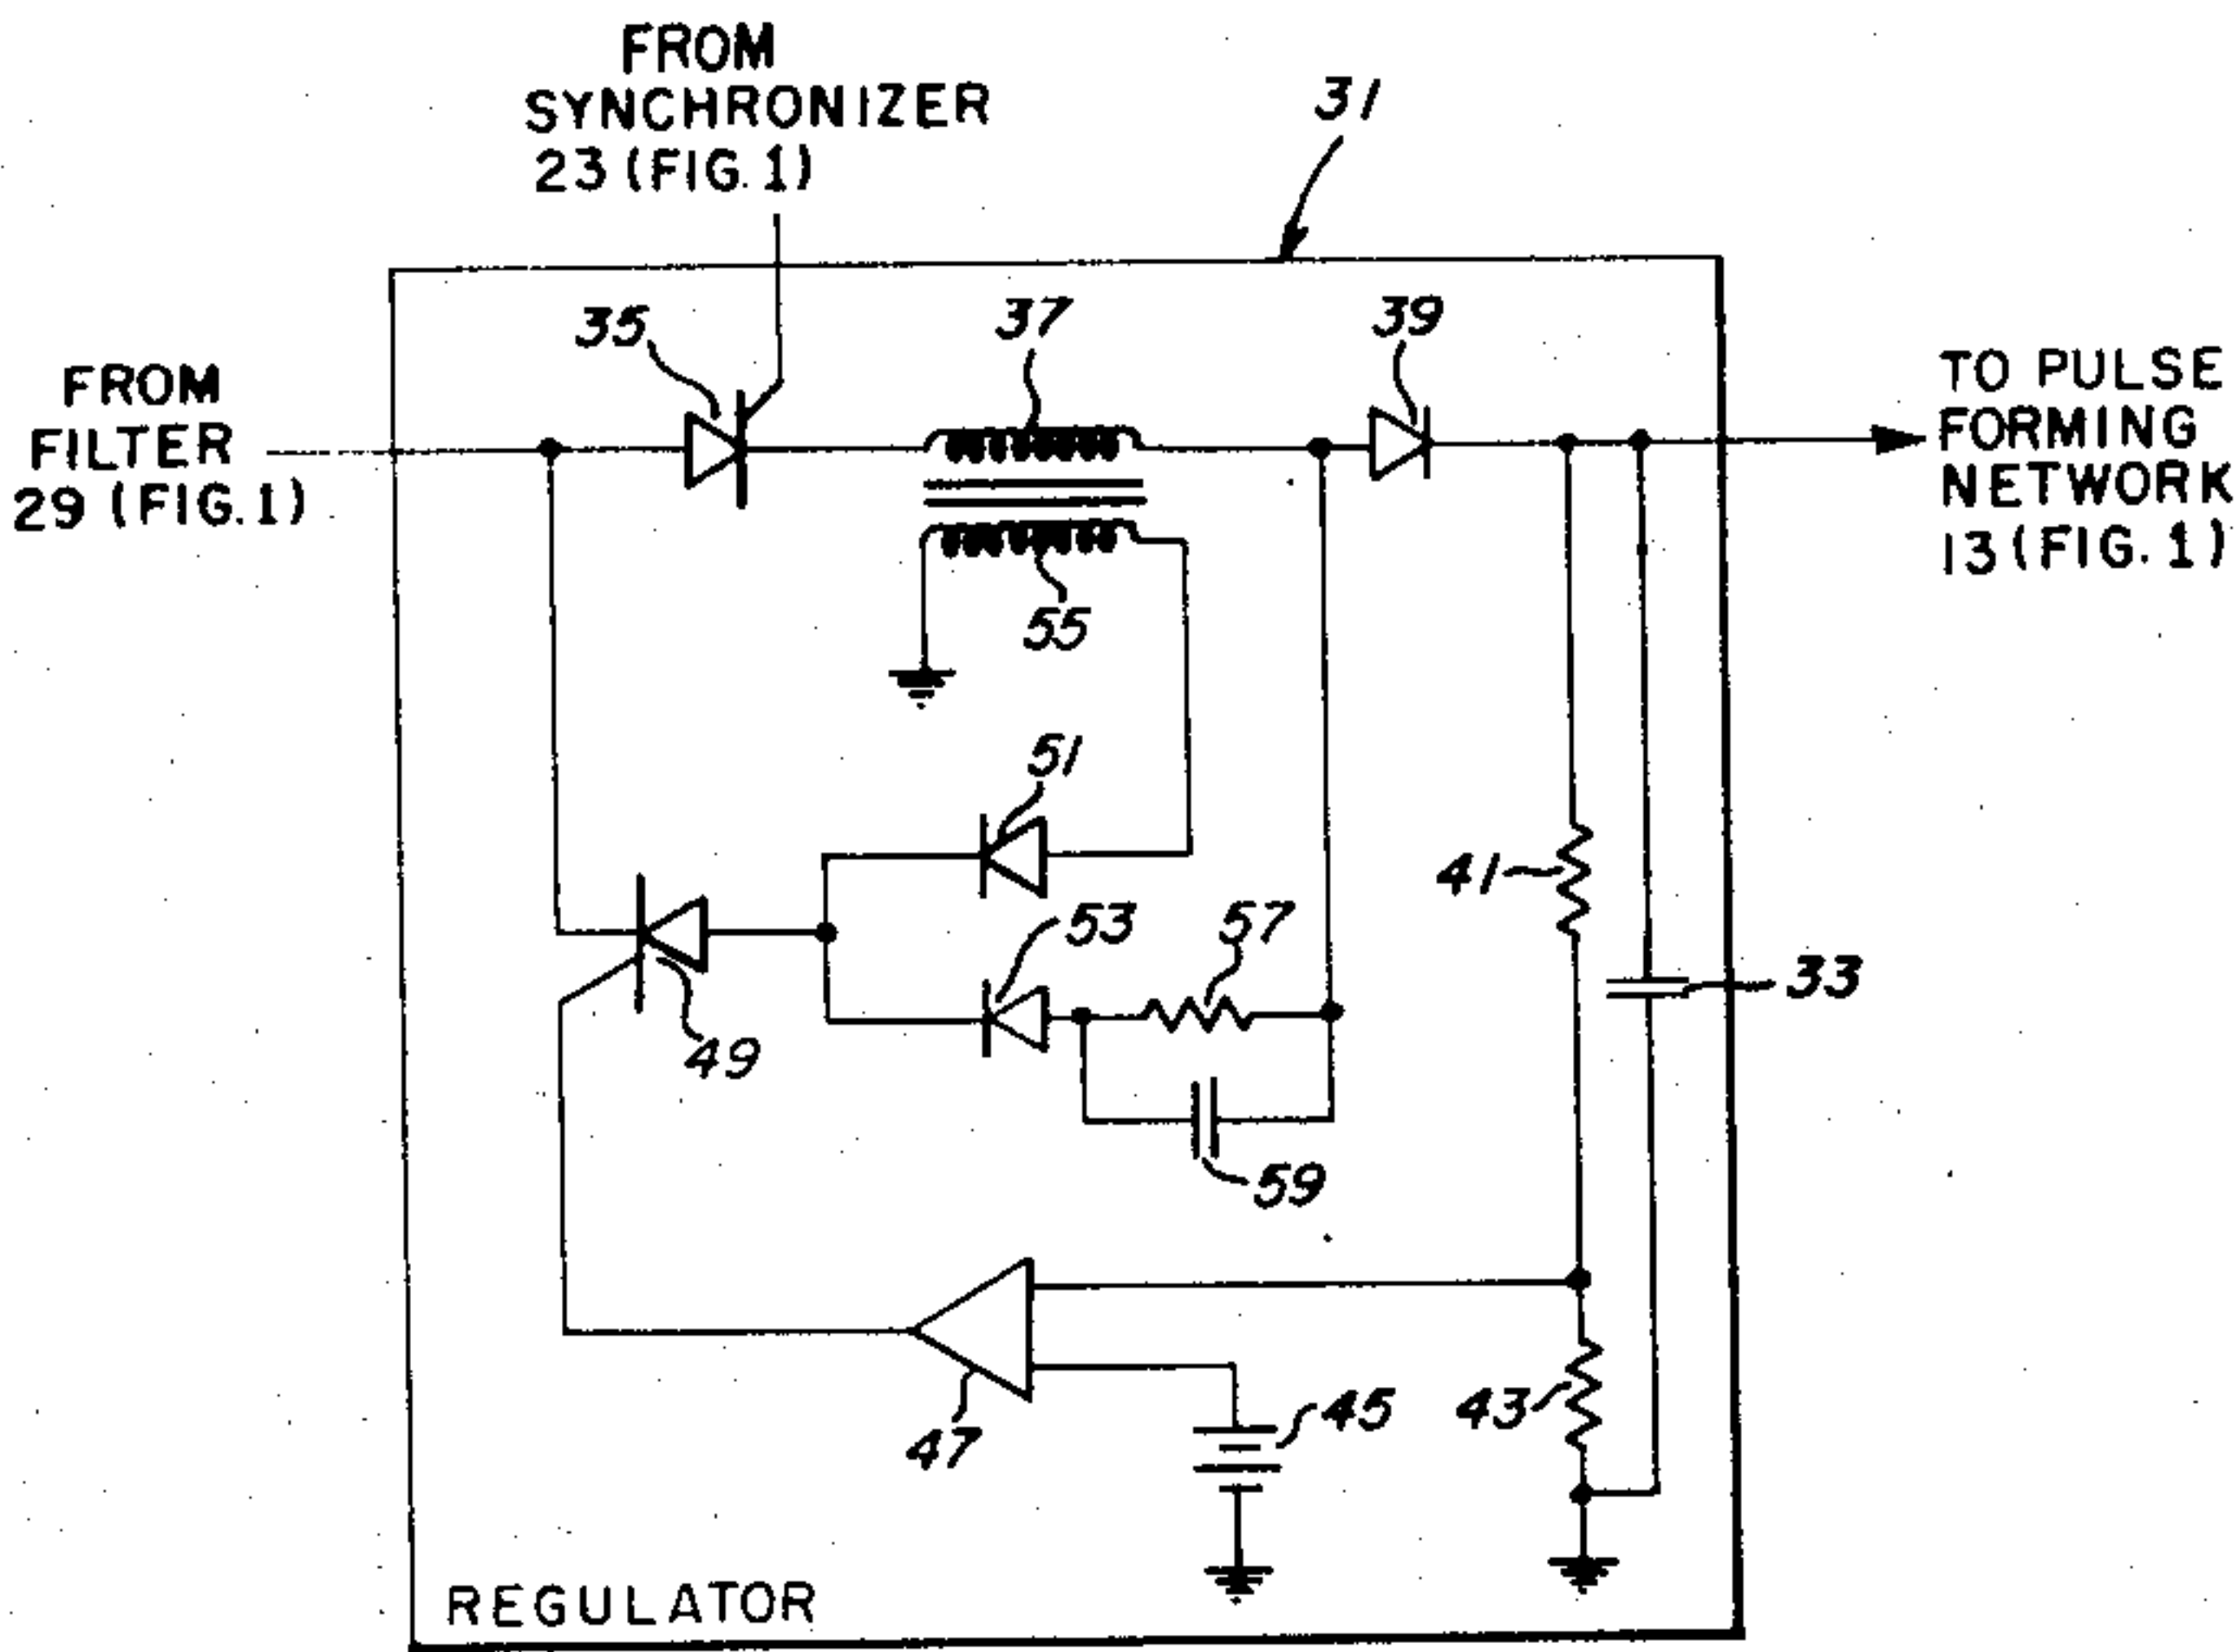 FROM
SYNCHRONIZER
23 (FIG. 1)
31
35
37
39
FROM
FILTER
29 (FIG. 1)
TO PULSE
FORMING
NETWORK
13 (FIG. 1)
55
51
41
53
57
33
49
59
47
45
43
REGULATOR